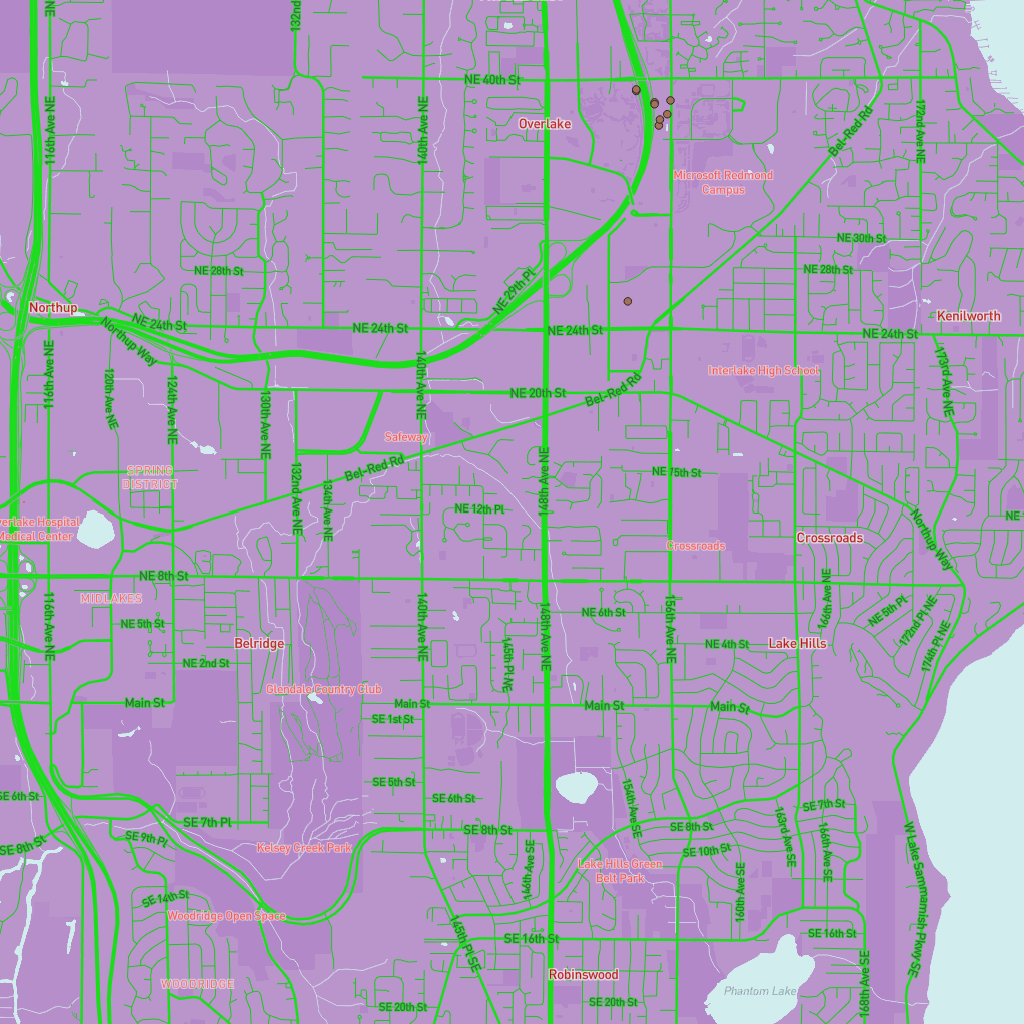 NE
132nd
NE 40th St
116th Ave NE
140th Ave NE
Overlake
172nd Ave NE
Bel-Red Rd
Microsoft Redmond
Campus
NE 30th St
NE 28th St
NE 28th St
NE 29th Pl
Northup
NE 24th St
NE 24th St
NE 24th St
NE 24th St
Kenilworth
Northup Way
116th Ave NE
120th Ave NE
124th Ave NE
130th Ave NE
140th Ave NE
Interlake High School
173rd Ave NE
NE 20th St
Bel-Red Rd
Safeway
Bel-Red Rd
SPRING
DISTRICT
132nd Ave NE
134th Ave NE
148th Ave NE
NE 15th St
NE 12th Pl
Overlake Hospital
Medical Center
Crossroads
Crossroads
Northup Way
NE 8th St
MIDLAKES
116th Ave NE
NE 5th St
NE 2nd St
Belridge
140th Ave NE
145th Pl NE
148th Ave NE
NE 6th St
156th Ave NE
NE 4th St
Lake Hills
166th Ave NE
NE 5th Pl
172nd Pl NE
174th Pl NE
Main St
Glendale Country Club
Main St
Main St
Main St
SE 1st St
SE 5th St
SE 6th St
SE 6th St
SE 7th Pl
SE 8th St
SE 9th Pl
Kelsey Creek Park
SE 8th St
154th Ave SE
SE 8th St
SE 7th St
SE 10th St
163rd Ave SE
166th Ave SE
W Lake Sammamish Pkwy SE
146th Ave SE
Lake Hills Green
Belt Park
160th Ave SE
SE 14th St
Woodridge Open Space
145th Pl SE
SE 16th St
SE 16th St
WOODRIDGE
Robinswood
Phantom Lake
168th Ave SE
SE 20th St
SE 20th St